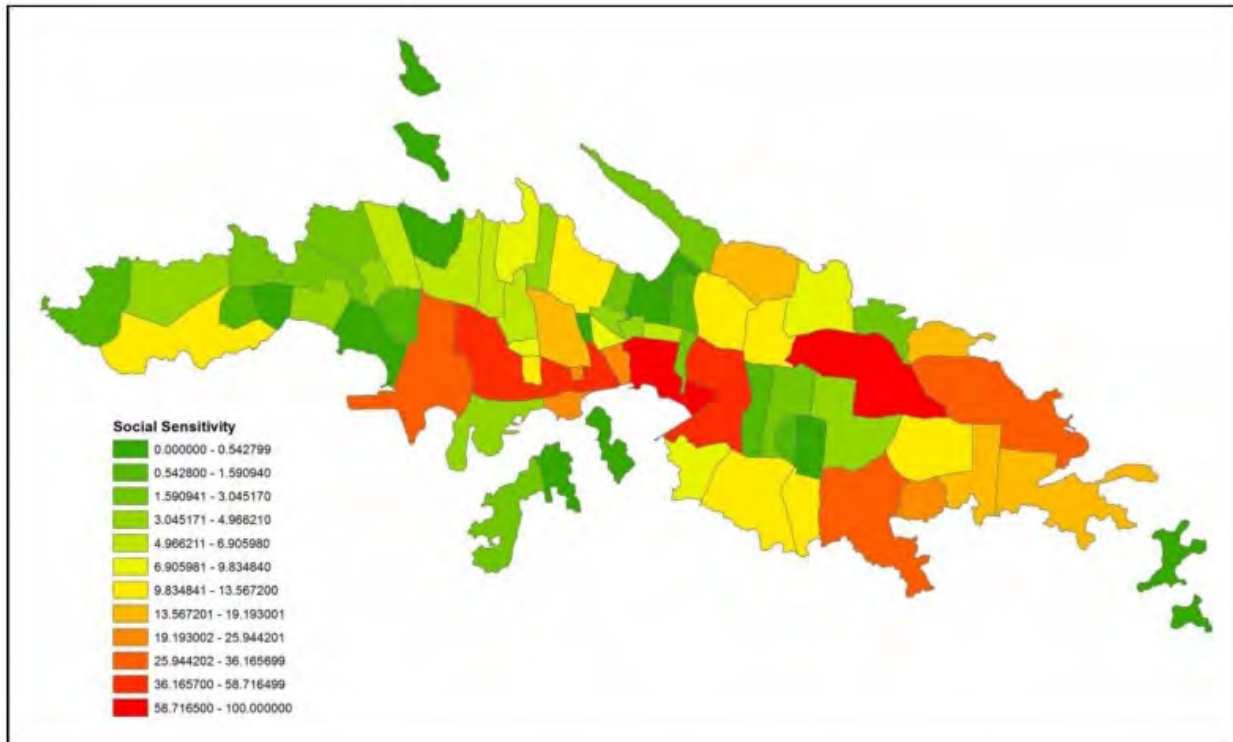 Social Sensitivity
0.000000 - 0.542799
0.542800 - 1.590940
1.590941 - 3.045170
3.045171 - 4.966210
4.966211 - 6.905980
6.905981 - 9.834840
9.834841 - 13.567200
13.567201 - 19.193001
19.193002 - 25.944201
25.944202 - 36.165699
36.165700 - 58.716499
58.716500 - 100.000000